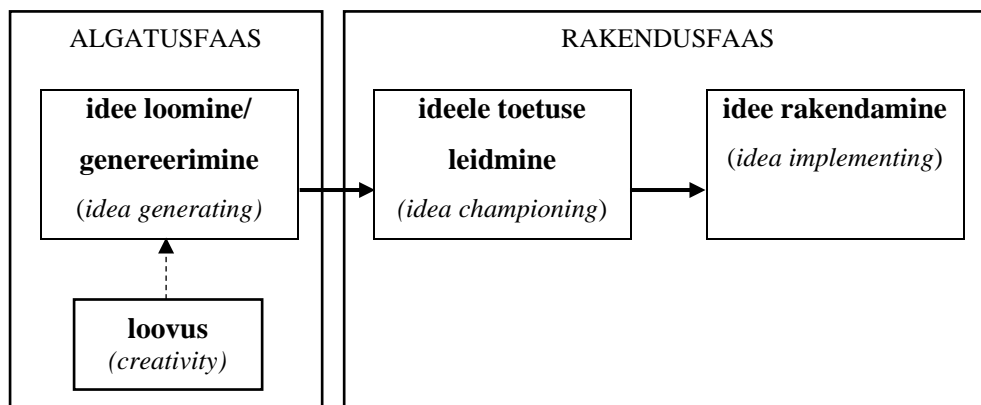 ALGATUSFAAS
idee loomine/
genereerimine
(idea generating)
loovus
(creativity)
RAKENDUSFAAS
ideele toetuse
leidmine
(idea championing)
idee rakendamine
(idea implementing)